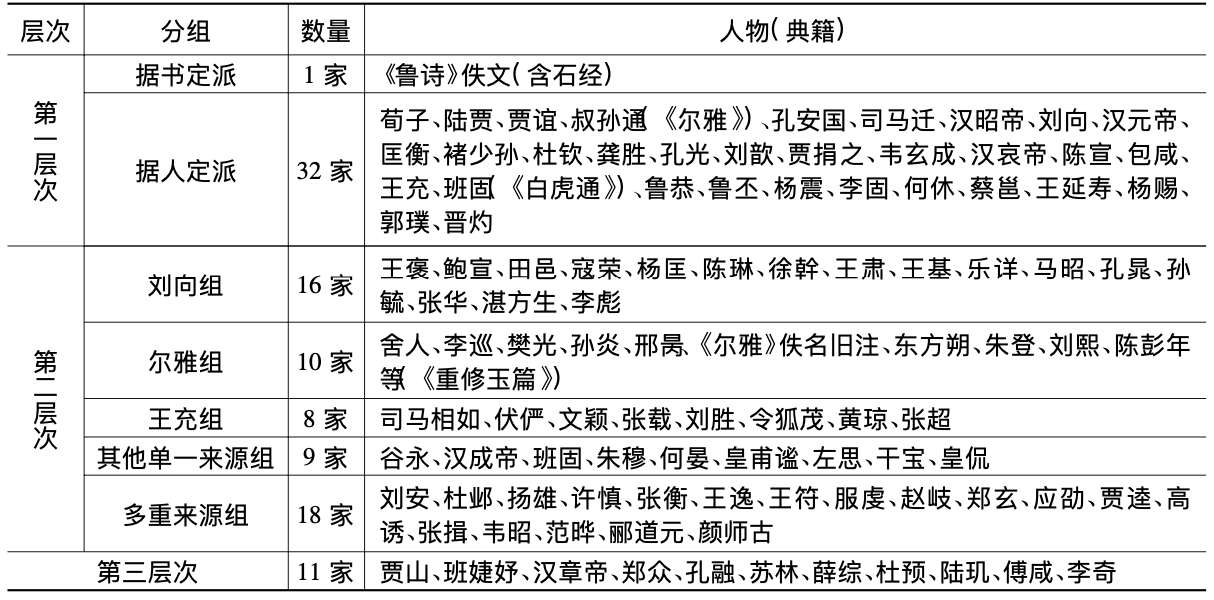 层次 分组 数量 人物(典籍)
第一层次
据书定派 1 家 《鲁诗》佚文(含石经)
据人定派 32 家
荀子、陆贾、贾谊、叔孙通(《尔雅》)、孔安国、司马迁、汉昭帝、刘向、汉元帝、
匡衡、褚少孙、杜钦、龚胜、孔光、刘歆、贾捐之、韦玄成、汉哀帝、陈宣、包咸、
王充、班固(《白虎通》)、鲁恭、鲁丕、杨震、李固、何休、蔡邕、王延寿、杨赐、
郭璞、晋灼
第二层次
刘向组 16 家
王褒、鲍宣、田邑、寇荣、杨匡、陈琳、徐幹、王肃、王基、乐详、马昭、孔晁、孙
毓、张华、湛方生、李彪
尔雅组 10 家
舍人、李巡、樊光、孙炎、邢昺、《尔雅》佚名旧注、东方朔、朱登、刘熙、陈彭年
等(《重修玉篇》)
王充组 8 家 司马相如、伏俨、文颖、张载、刘胜、令狐茂、黄琼、张超
其他单一来源组 9 家 谷永、汉成帝、班固、朱穆、何晏、皇甫谧、左思、干宝、皇侃
多重来源组 18 家
刘安、杜邺、扬雄、许慎、张衡、王逸、王符、服虔、赵岐、郑玄、应劭、贾逵、高
诱、张揖、韦昭、范晔、郦道元、颜师古
第三层次 11 家 贾山、班婕妤、汉章帝、郑众、孔融、苏林、薛综、杜预、陆玑、傅咸、李奇